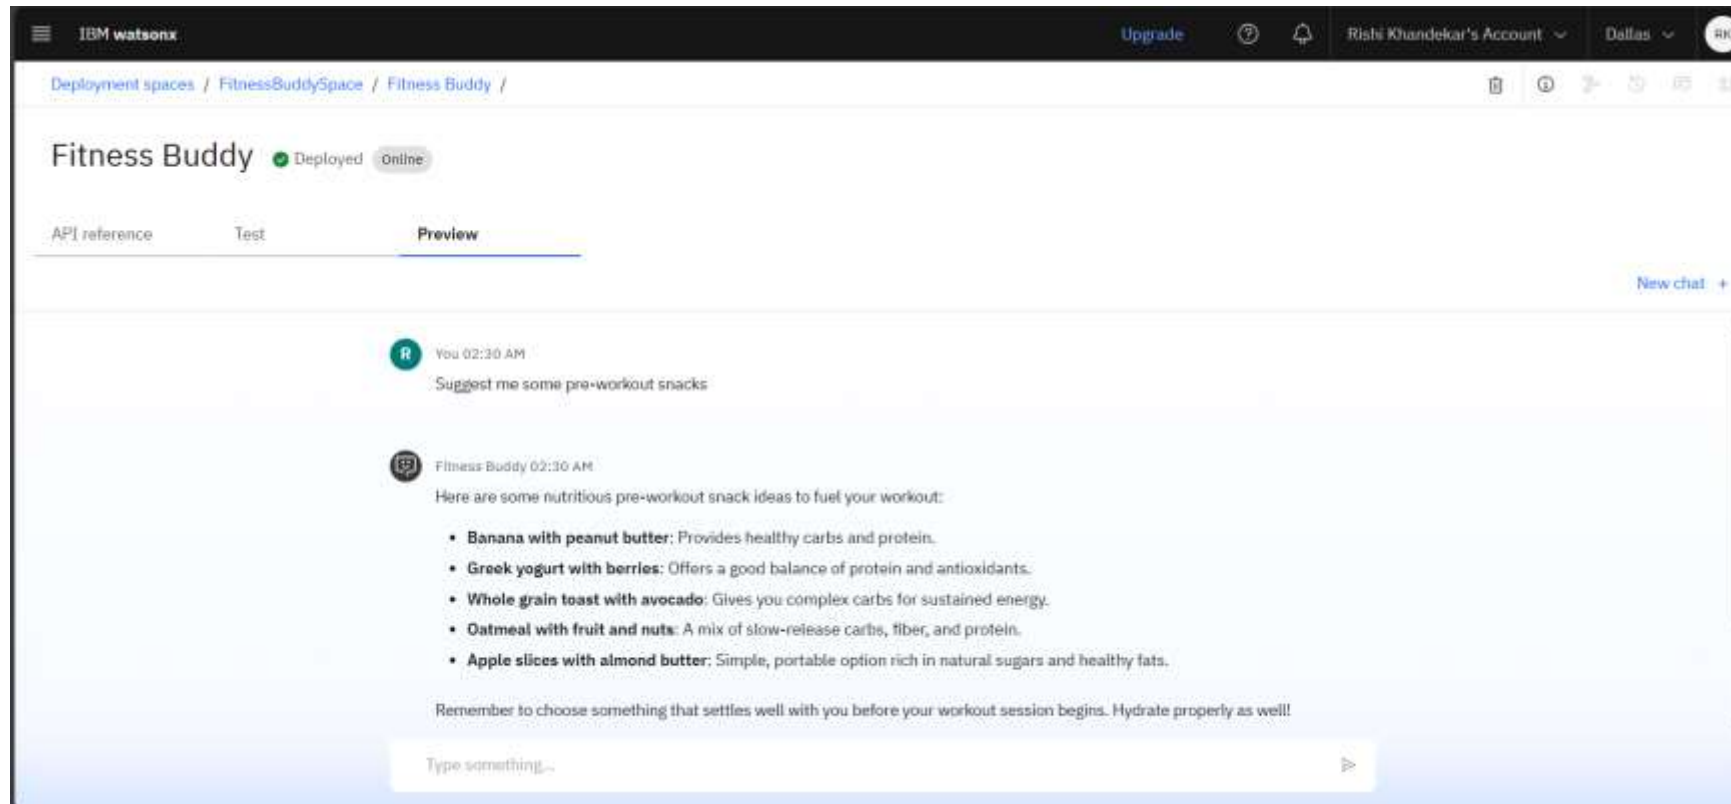 IBM watsonx
Upgrade
Rishi Khandekar's Account
Dallas
RK
Deployment spaces / FitnessBuddySpace / Fitness Buddy /
Fitness Buddy Deployed Online
API reference Test Preview
New chat +
R You 02:30 AM
Suggest me some pre-workout snacks
Fitness Buddy 02:30 AM
Here are some nutritious pre-workout snack ideas to fuel your workout:
• Banana with peanut butter: Provides healthy carbs and protein.
• Greek yogurt with berries: Offers a good balance of protein and antioxidants.
• Whole grain toast with avocado: Gives you complex carbs for sustained energy.
• Oatmeal with fruit and nuts: A mix of slow-release carbs, fiber, and protein.
• Apple slices with almond butter: Simple, portable option rich in natural sugars and healthy fats.
Remember to choose something that settles well with you before your workout session begins. Hydrate properly as well!
Type something...